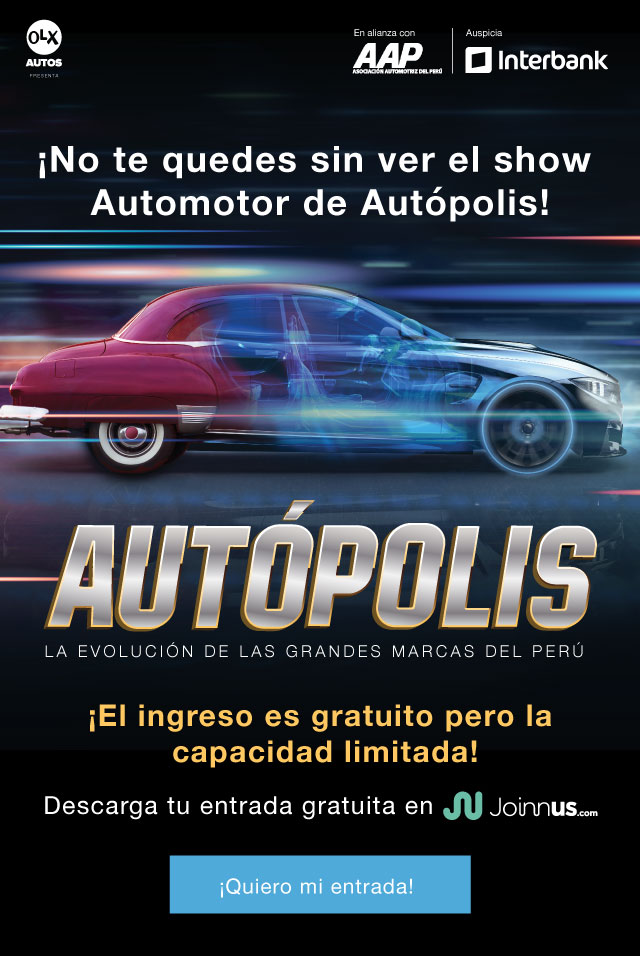 OLX
AUTOS
PRESENTA
En alianza con
AAP
ASOCIACIÓN AUTOMOTRIZ DEL PERÚ
Auspicia
Interbank
¡No te quedes sin ver el show
Automotor de Autópolis!
AUTÓPOLIS
LA EVOLUCIÓN DE LAS GRANDES MARCAS DEL PERÚ
¡El ingreso es gratuito pero la
capacidad limitada!
Descarga tu entrada gratuita en Joinnus.com
¡Quiero mi entrada!